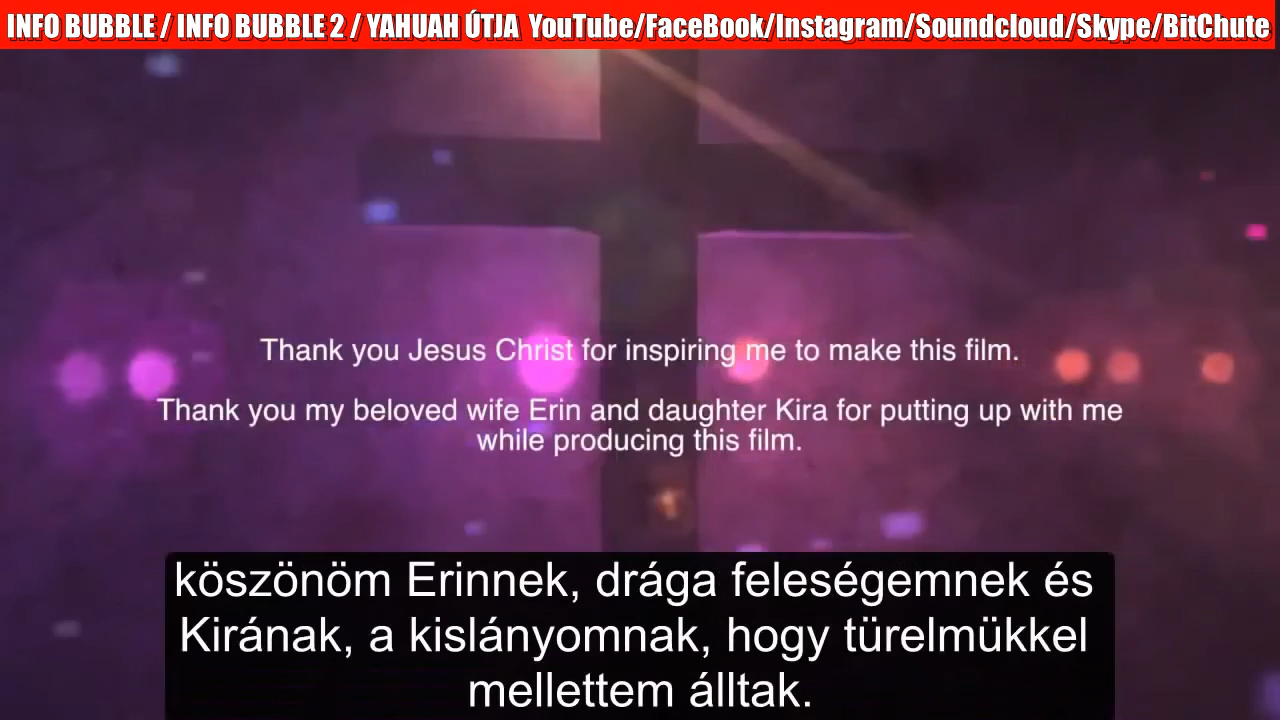 INFO BUBBLE / INFO BUBBLE 2 / YAHUAH ÚTJA YouTube/FaceBook/Instagram/Soundcloud/Skype/BitChute
Thank you Jesus Christ for inspiring me to make this film.
Thank you my beloved wife Erin and daughter Kira for putting up with me
while producing this film.
köszönöm Erinnek, drága feleségemnek és
Kirának, a kislányomnak, hogy türelmükkel
mellettem álltak.